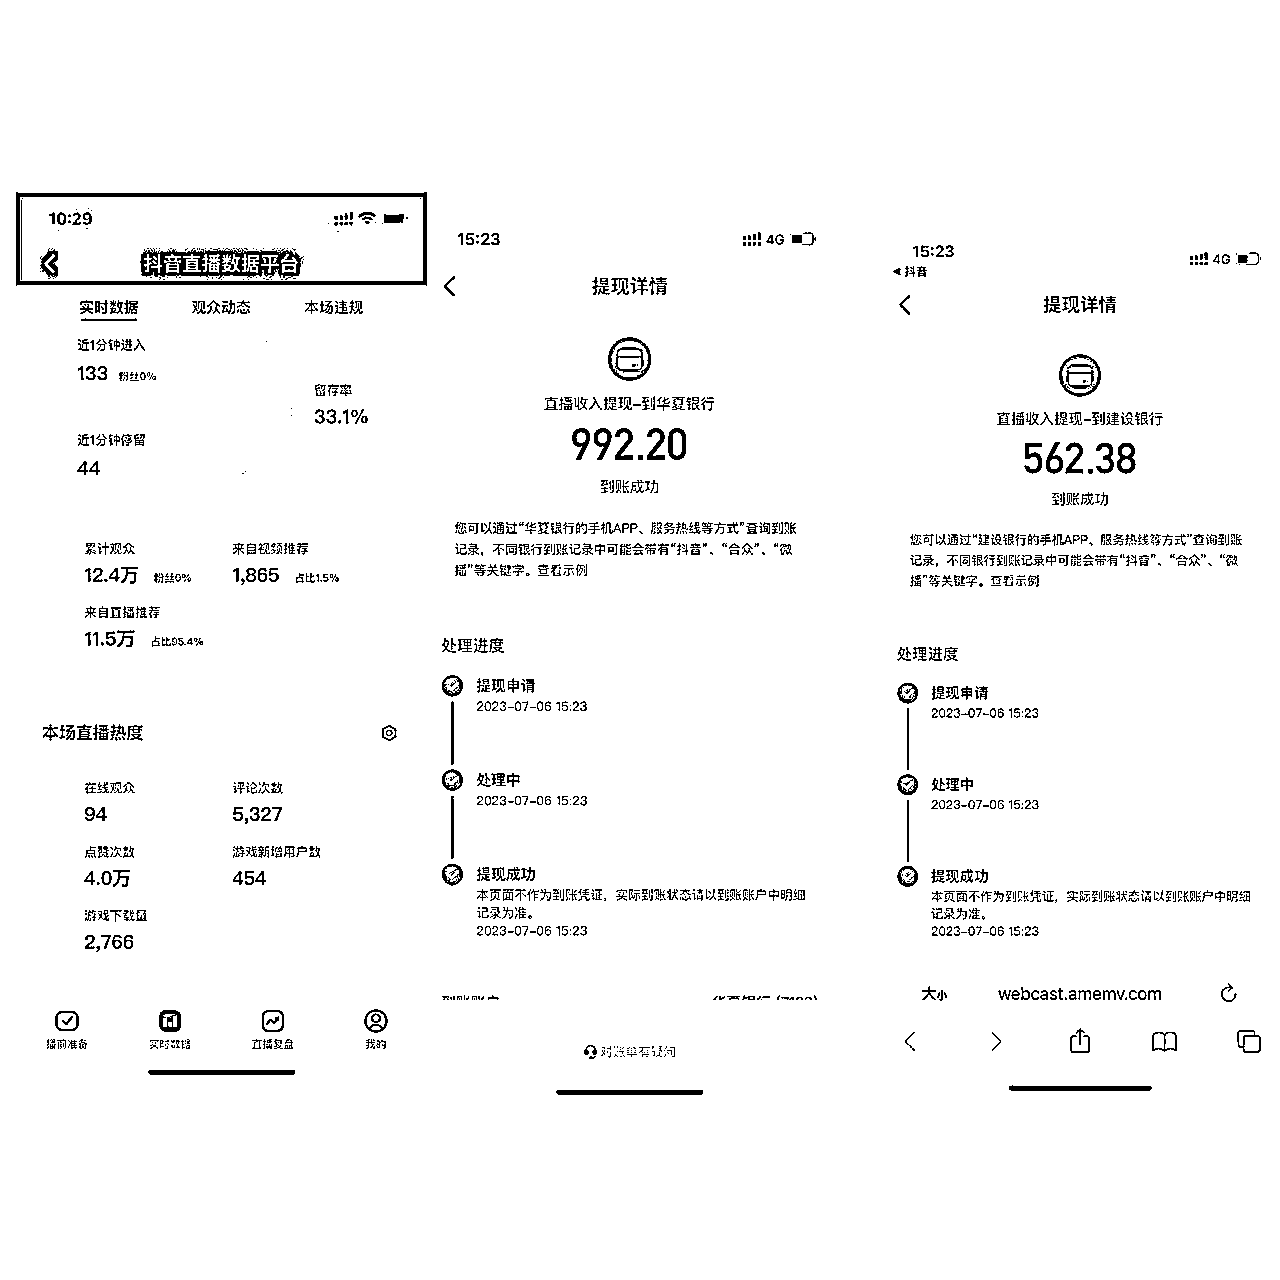 10:29
抖音直播数据平台
实时数据 观众动态 本场违规
近1分钟进入
133 粉丝0%
留存率
33.1%
近1分钟停留
44
累计观众 来自视频推荐
12.4万 粉丝0% 1,865 占比1.5%
来自直播推荐
11.5万 占比95.4%
本场直播热度
在线观众 评论次数
94 5,327
点赞次数 游戏新增用户数
4.0万 454
游戏下载量
2,766
播前准备 实时数据 直播复盘 我的
15:23 4G
提现详情
直播收入提现-到华夏银行
992.20
到账成功
您可以通过“华夏银行的手机APP、服务热线等方式”查询到账
记录，不同银行到账记录中可能会带有“抖音”、“合众”、“微
播”等关键字。查看示例
处理进度
提现申请
2023-07-06 15:23
处理中
2023-07-06 15:23
提现成功
本页面不作为到账凭证，实际到账状态请以到账账户中明细
记录为准。
2023-07-06 15:23
对账单有疑问
15:23 4G
抖音
提现详情
直播收入提现-到建设银行
562.38
到账成功
您可以通过“建设银行的手机APP、服务热线等方式”查询到账
记录，不同银行到账记录中可能会带有“抖音”、“合众”、“微
播”等关键字。查看示例
处理进度
提现申请
2023-07-06 15:23
处理中
2023-07-06 15:23
提现成功
本页面不作为到账凭证，实际到账状态请以到账账户中明细
记录为准。
2023-07-06 15:23
大小 webcast.amemv.com